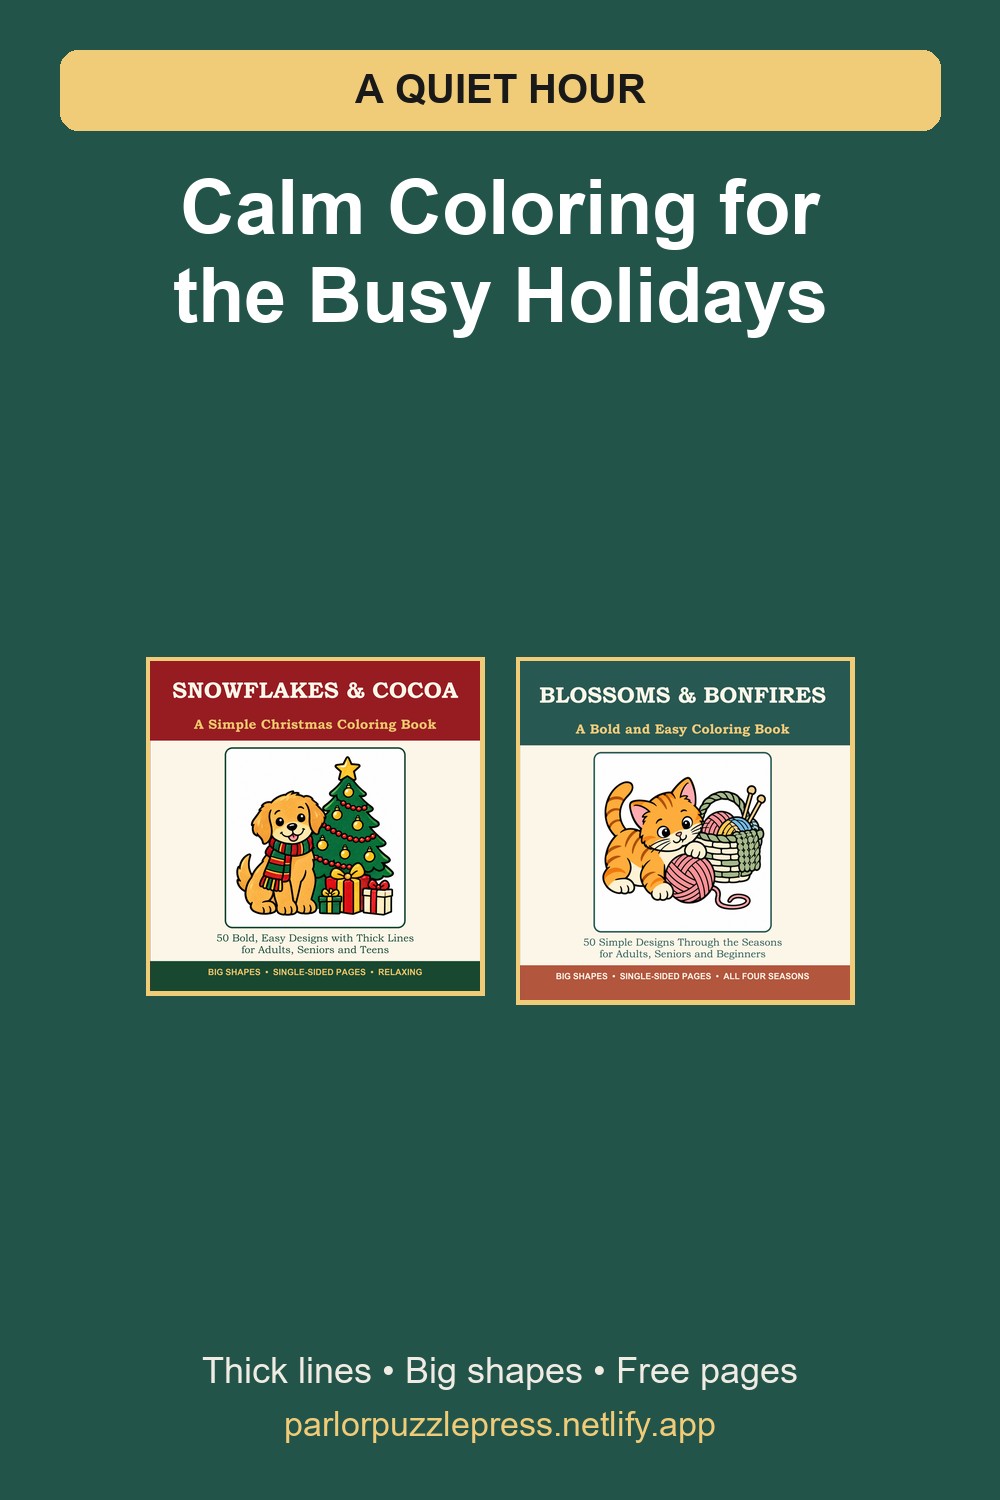 A QUIET HOUR
Calm Coloring for
the Busy Holidays
SNOWFLAKES & COCOA
A Simple Christmas Coloring Book
50 Bold, Easy Designs with Thick Lines
for Adults, Seniors and Teens
BIG SHAPES • SINGLE-SIDED PAGES • RELAXING
BLOSSOMS & BONFIRES
A Bold and Easy Coloring Book
50 Simple Designs Through the Seasons
for Adults, Seniors and Beginners
BIG SHAPES • SINGLE-SIDED PAGES • ALL FOUR SEASONS
Thick lines • Big shapes • Free pages
parlorpuzzlepress.netlify.app